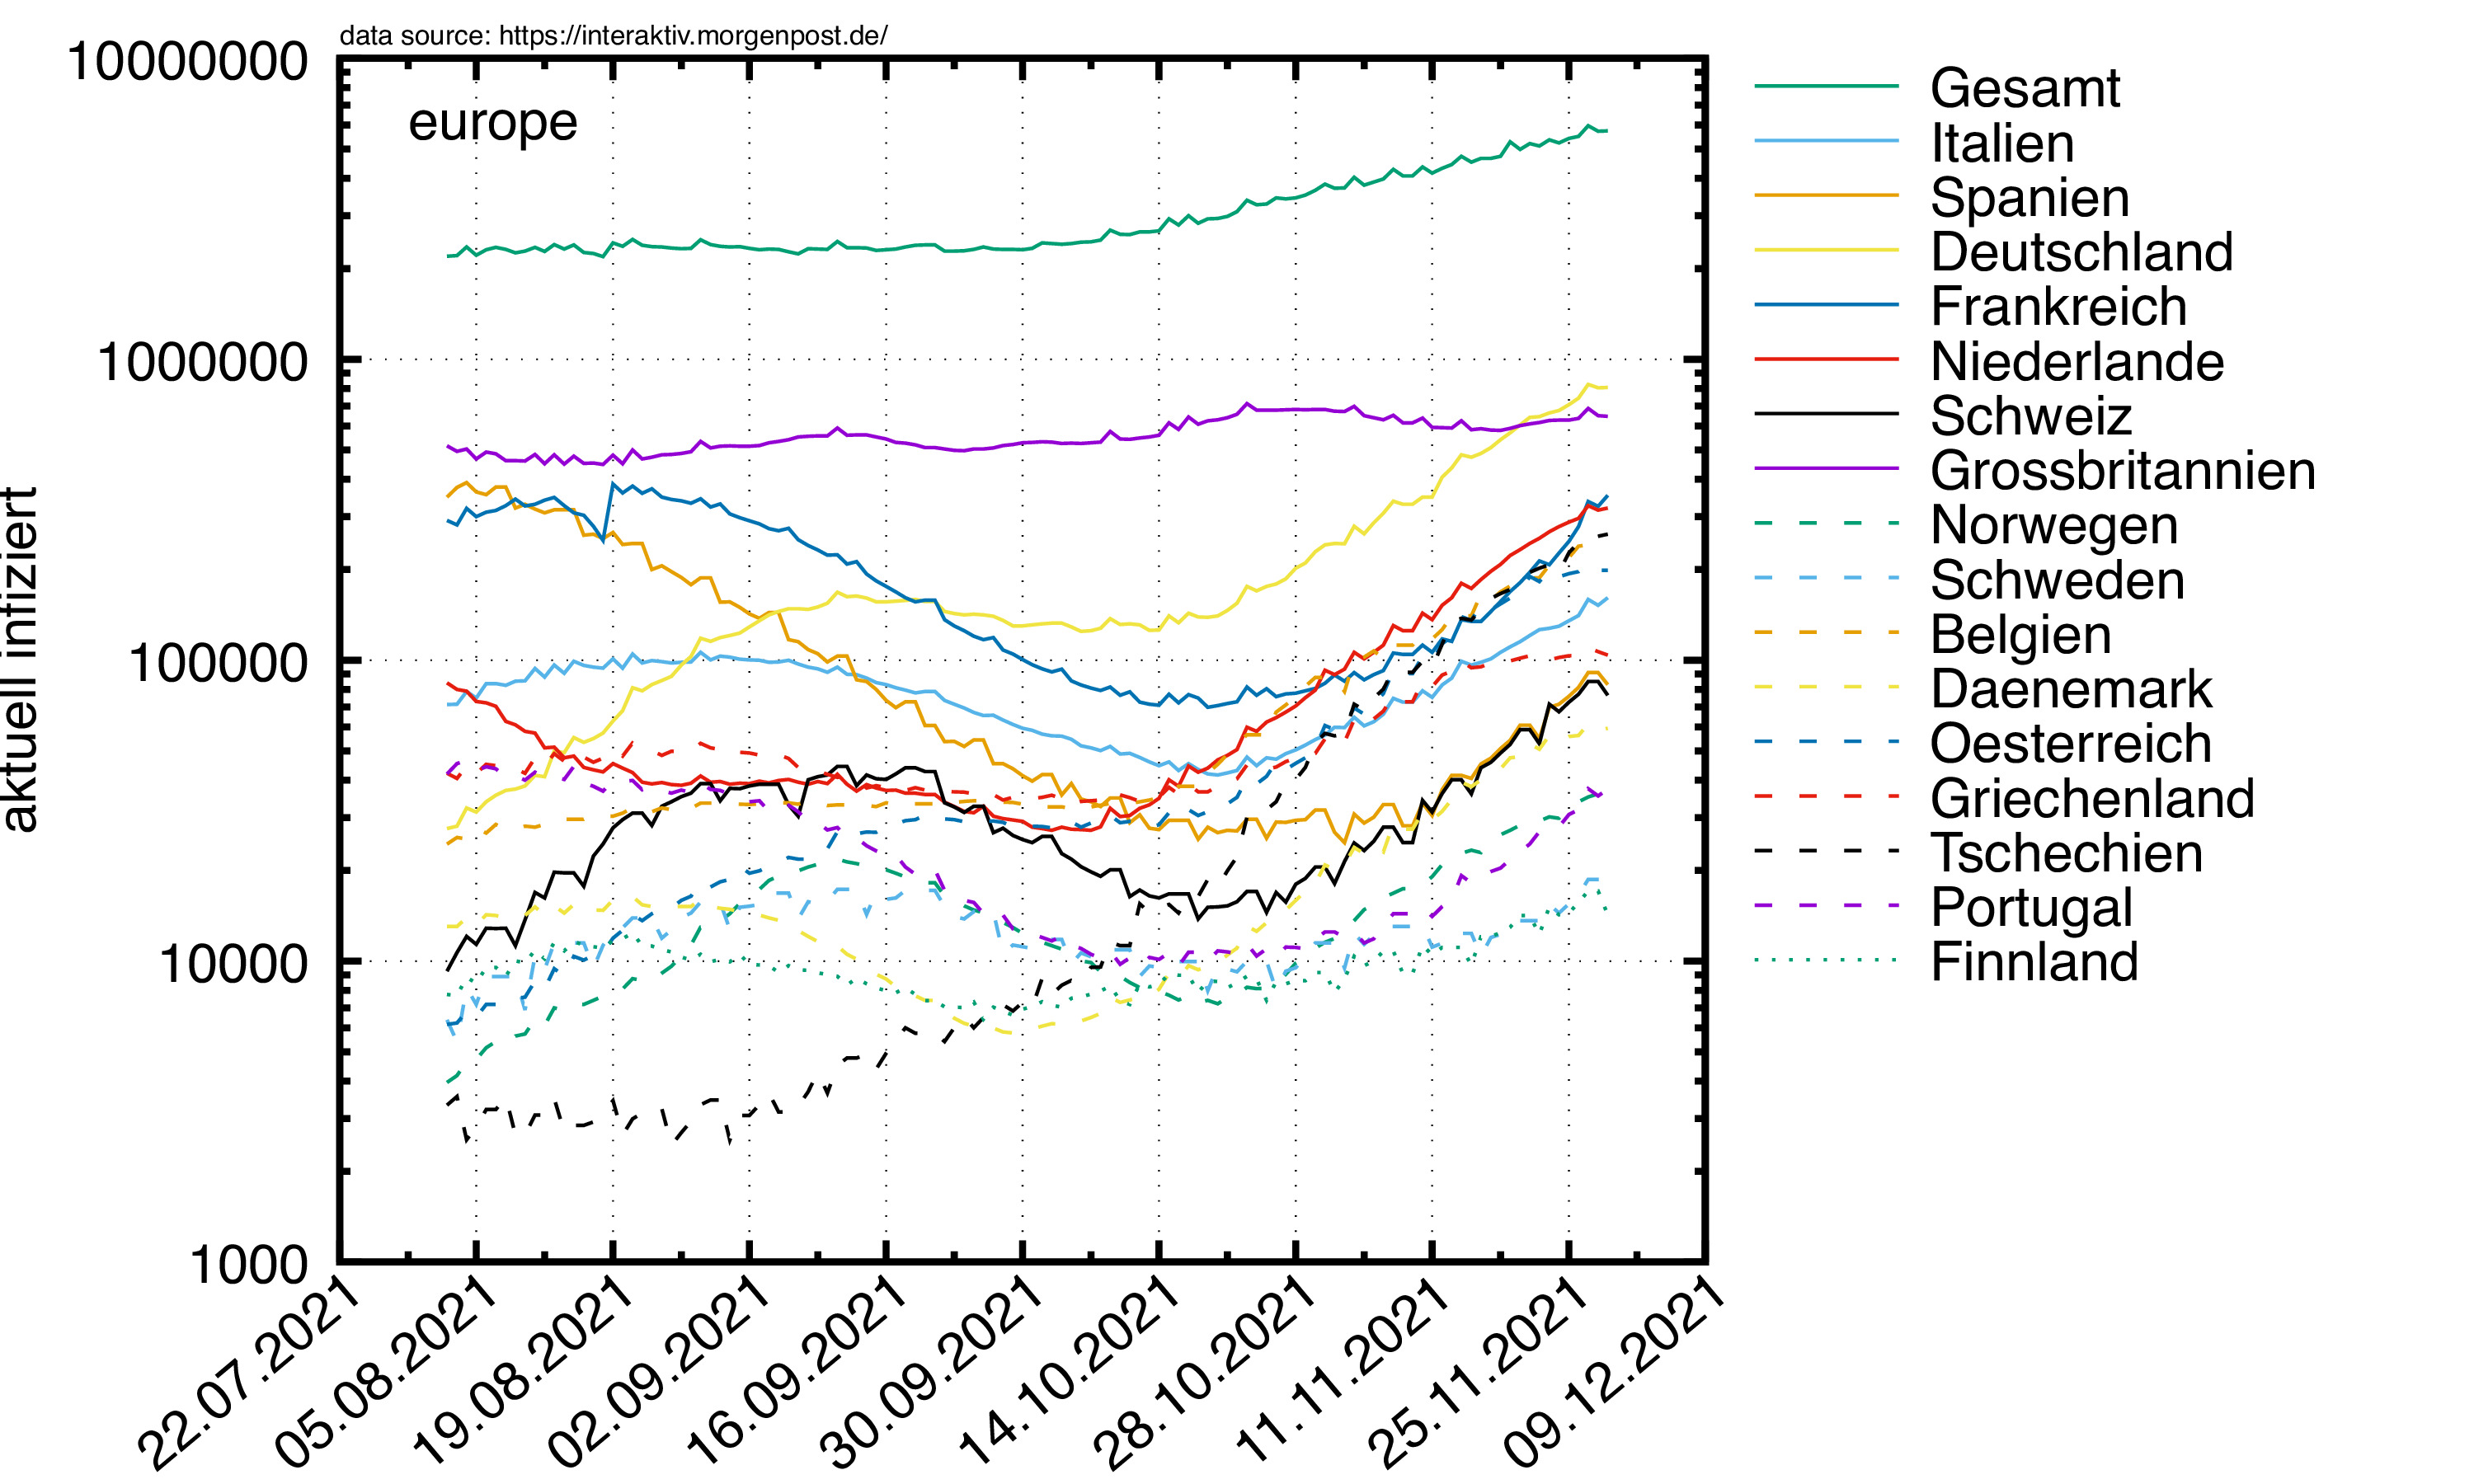 data source: https://interaktiv.morgenpost.de/
10000000
1000000
100000
10000
1000
aktuell infiziert
europe
22.07.2021
05.08.2021
19.08.2021
02.09.2021
16.09.2021
30.09.2021
14.10.2021
28.10.2021
11.11.2021
25.11.2021
09.12.2021
Gesamt
Italien
Spanien
Deutschland
Frankreich
Niederlande
Schweiz
Grossbritannien
Norwegen
Schweden
Belgien
Daenemark
Oesterreich
Griechenland
Tschechien
Portugal
Finnland